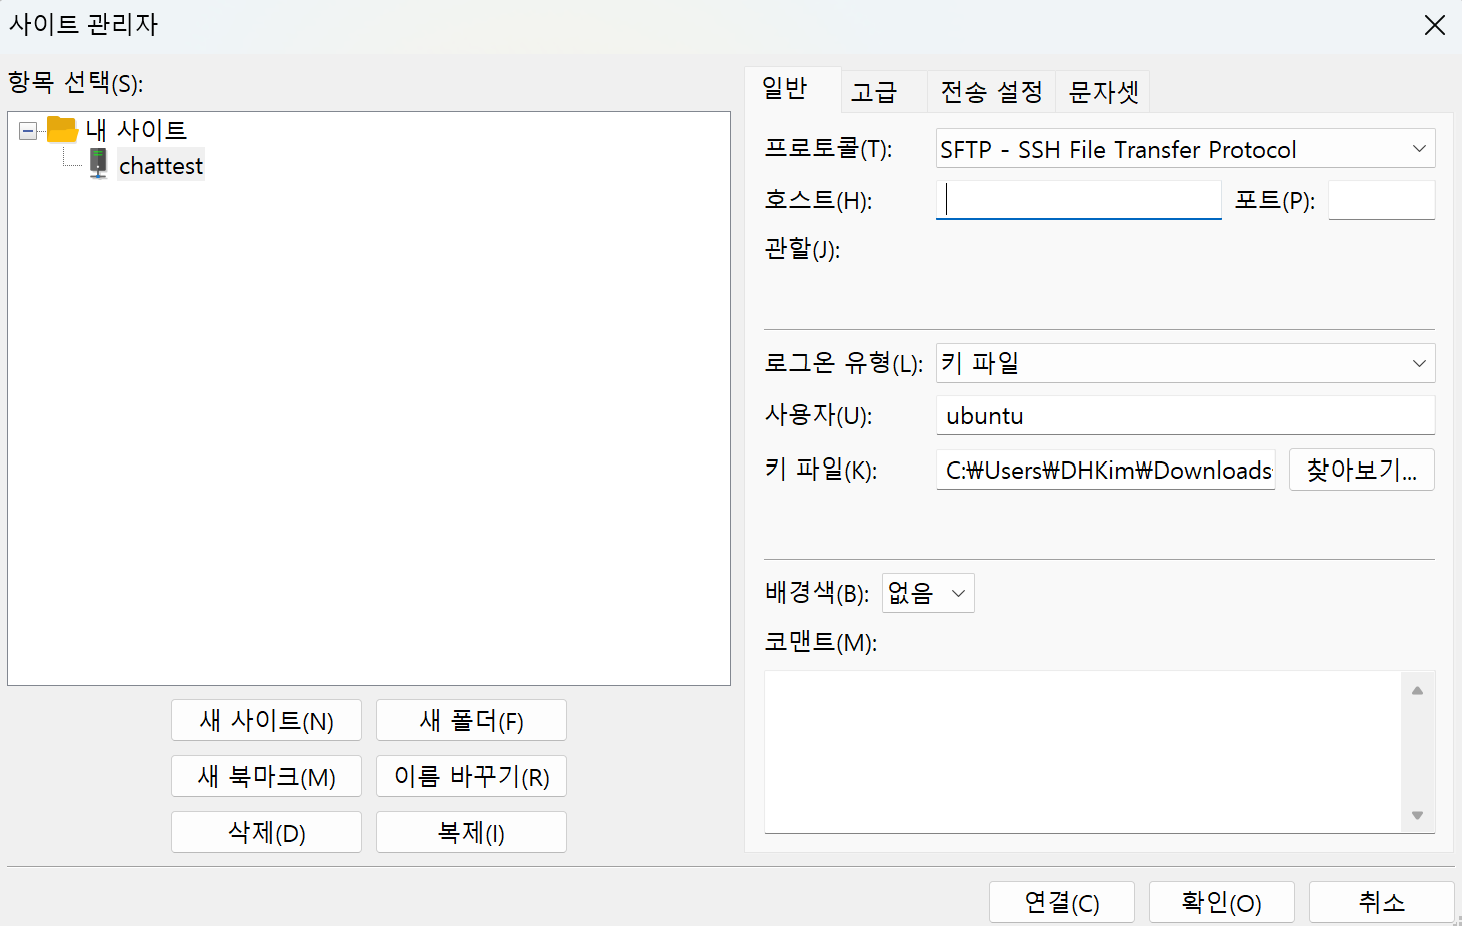 사이트 관리자
항목 선택(S):
내 사이트
chattest
새 사이트(N)
새 폴더(F)
새 북마크(M)
이름 바꾸기(R)
삭제(D)
복제(I)
일반
고급
전송 설정
문자셋
프로토콜(T):
SFTP - SSH File Transfer Protocol
호스트(H):
포트(P):
관할(J):
로그온 유형(L):
키 파일
사용자(U):
ubuntu
키 파일(K):
C:₩Users₩DHKim₩Downloads
찾아보기...
배경색(B):
없음
코맨트(M):
연결(C)
확인(O)
취소